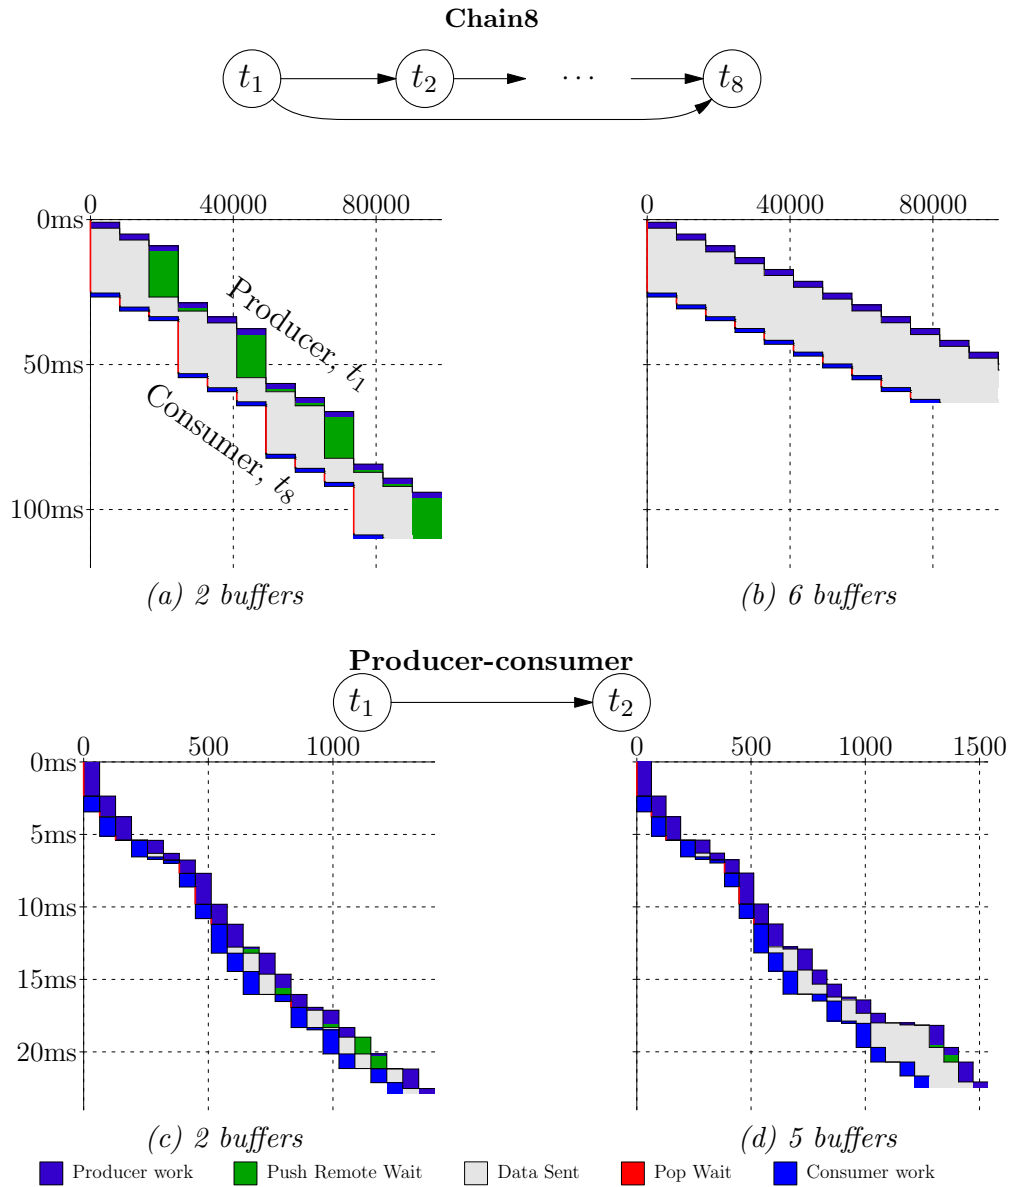 Chain8
t1 t2 ··· t8
0 40000 80000 0 40000 80000
0ms
50ms
100ms
Producer, t1
Consumer, t8
(a) 2 buffers (b) 6 buffers
Producer-consumer
t1 t2
0 500 1000 0 500 1000 1500
0ms
5ms
10ms
15ms
20ms
(c) 2 buffers (d) 5 buffers
Producer work Push Remote Wait Data Sent Pop Wait Consumer work